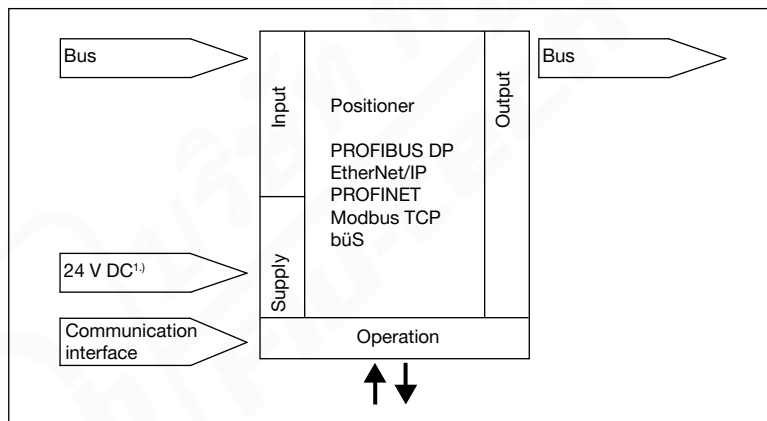 Bus
Input
Positioner
PROFIBUS DP
EtherNet/IP
PROFINET
Modbus TCP
büS
Output
Bus
24 V DC1.)
Supply
Communication
interface
Operation